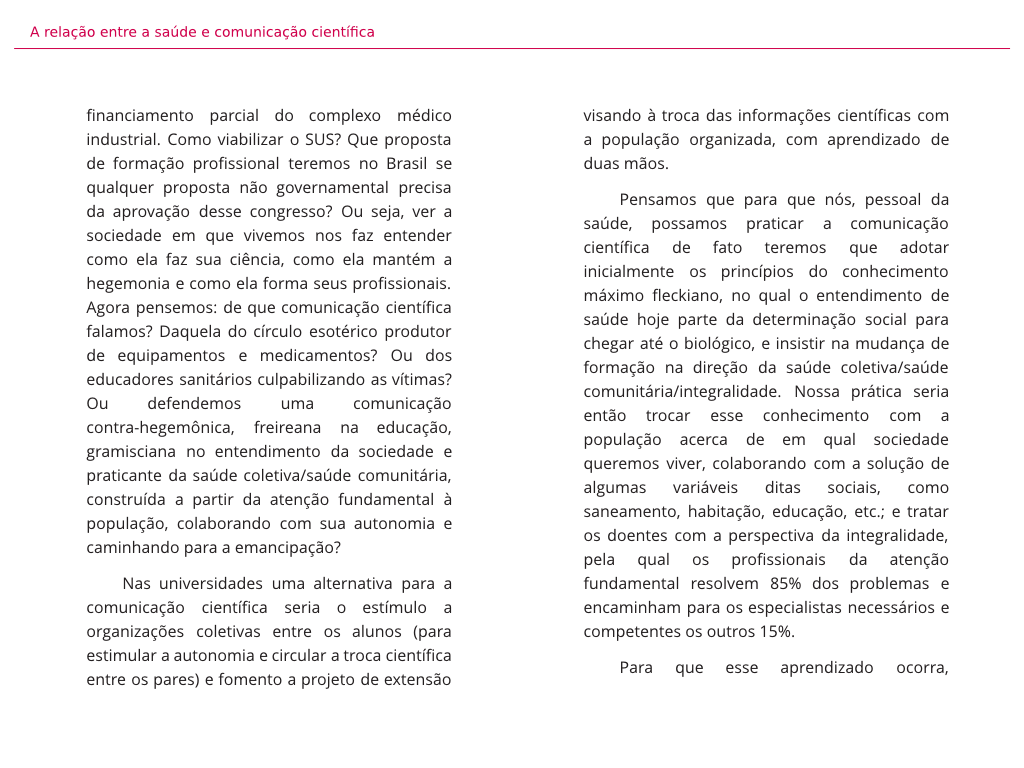 A relação entre a saúde e comunicação científica
financiamento parcial do complexo médico
industrial. Como viabilizar o SUS? Que proposta
de formação profissional teremos no Brasil se
qualquer proposta não governamental precisa
da aprovação desse congresso? Ou seja, ver a
sociedade em que vivemos nos faz entender
como ela faz sua ciência, como ela mantém a
hegemonia e como ela forma seus profissionais.
Agora pensemos: de que comunicação científica
falamos? Daquela do círculo esotérico produtor
de equipamentos e medicamentos? Ou dos
educadores sanitários culpabilizando as vítimas?
Ou defendemos uma comunicação
contra-hegemônica, freireana na educação,
gramisciana no entendimento da sociedade e
praticante da saúde coletiva/saúde comunitária,
construída a partir da atenção fundamental à
população, colaborando com sua autonomia e
caminhando para a emancipação?
Nas universidades uma alternativa para a
comunicação científica seria o estímulo a
organizações coletivas entre os alunos (para
estimular a autonomia e circular a troca científica
entre os pares) e fomento a projeto de extensão
visando à troca das informações científicas com
a população organizada, com aprendizado de
duas mãos.
Pensamos que para que nós, pessoal da
saúde, possamos praticar a comunicação
científica de fato teremos que adotar
inicialmente os princípios do conhecimento
máximo fleckiano, no qual o entendimento de
saúde hoje parte da determinação social para
chegar até o biológico, e insistir na mudança de
formação na direção da saúde coletiva/saúde
comunitária/integralidade. Nossa prática seria
então trocar esse conhecimento com a
população acerca de em qual sociedade
queremos viver, colaborando com a solução de
algumas variáveis ditas sociais, como
saneamento, habitação, educação, etc.; e tratar
os doentes com a perspectiva da integralidade,
pela qual os profissionais da atenção
fundamental resolvem 85% dos problemas e
encaminham para os especialistas necessários e
competentes os outros 15%.
Para que esse aprendizado ocorra,